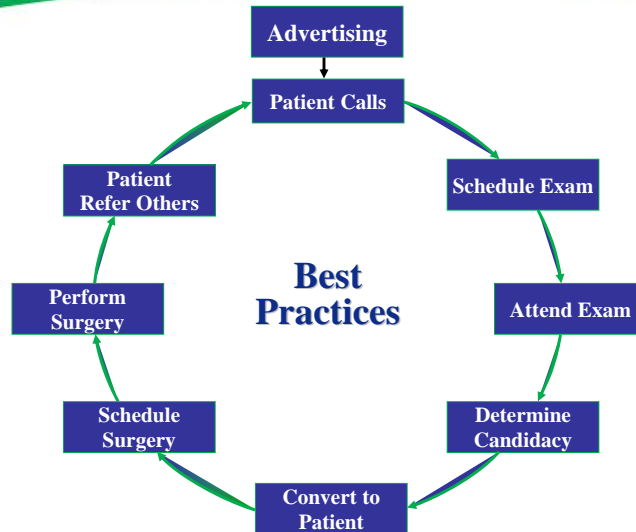 Advertising
Patient Calls
Schedule Exam
Attend Exam
Determine
Candidacy
Convert to
Patient
Schedule
Surgery
Perform
Surgery
Patient
Refer Others
Best
Practices